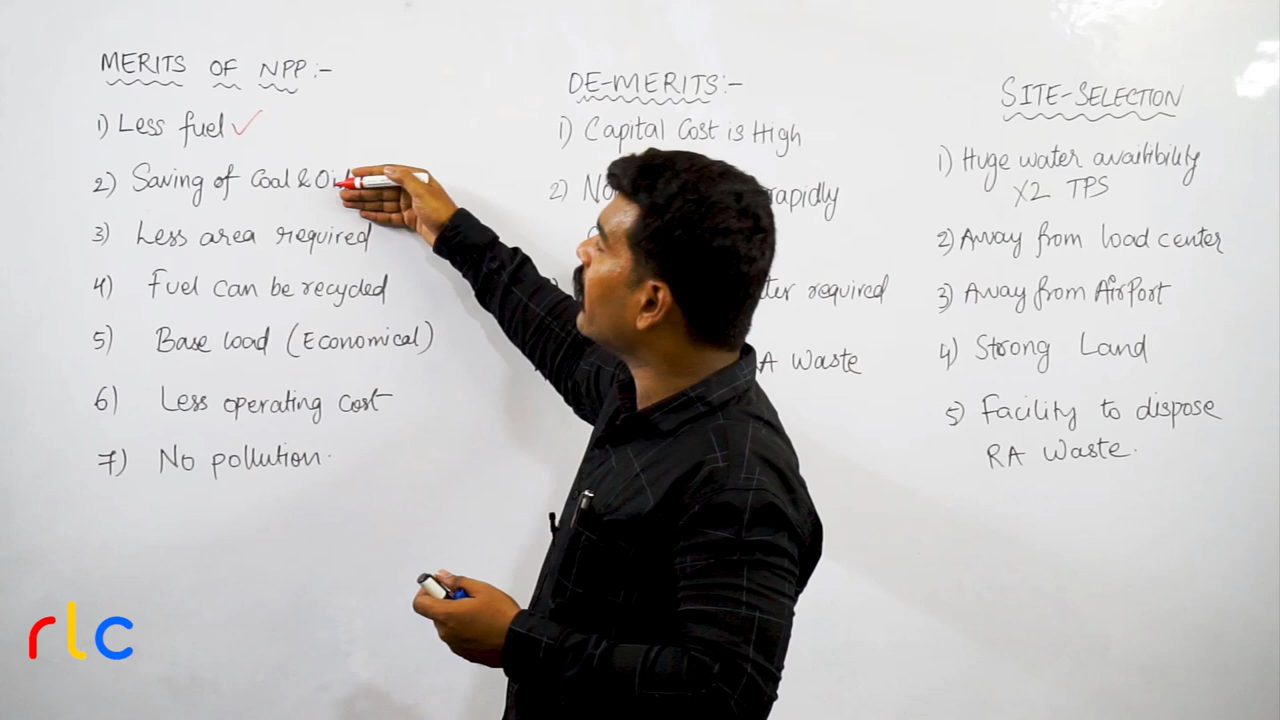 MERITS OF NPP:-
1) Less fuel ✓
2) Saving of Coal & Oil
3) Less area required
4) Fuel can be recycled
5) Base load (Economical)
6) Less operating cost
7) No pollution.
DE-MERITS:-
1) Capital Cost is High
2) rapidly
required
RA Waste
SITE-SELECTION
1) Huge water availibility
X2 TPS
2) Away from load center
3) Away from AirPort
4) Strong Land
5) Facility to dispose
RA Waste.
rlc